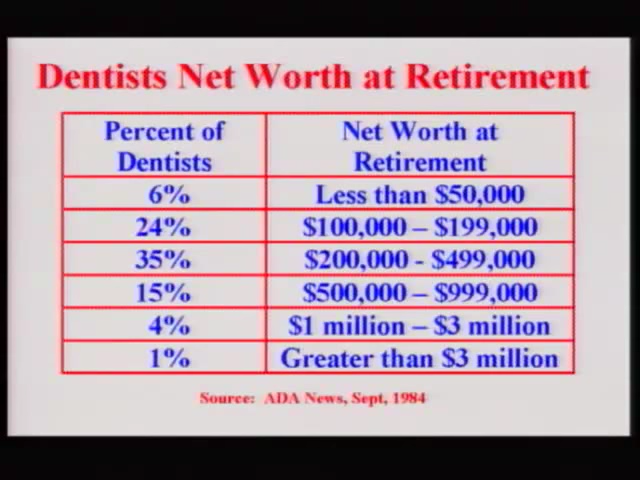 Dentists Net Worth at Retirement
Percent of Dentists | Net Worth at Retirement
6% | Less than $50,000
24% | $100,000 – $199,000
35% | $200,000 - $499,000
15% | $500,000 – $999,000
4% | $1 million – $3 million
1% | Greater than $3 million
Source: ADA News, Sept, 1984